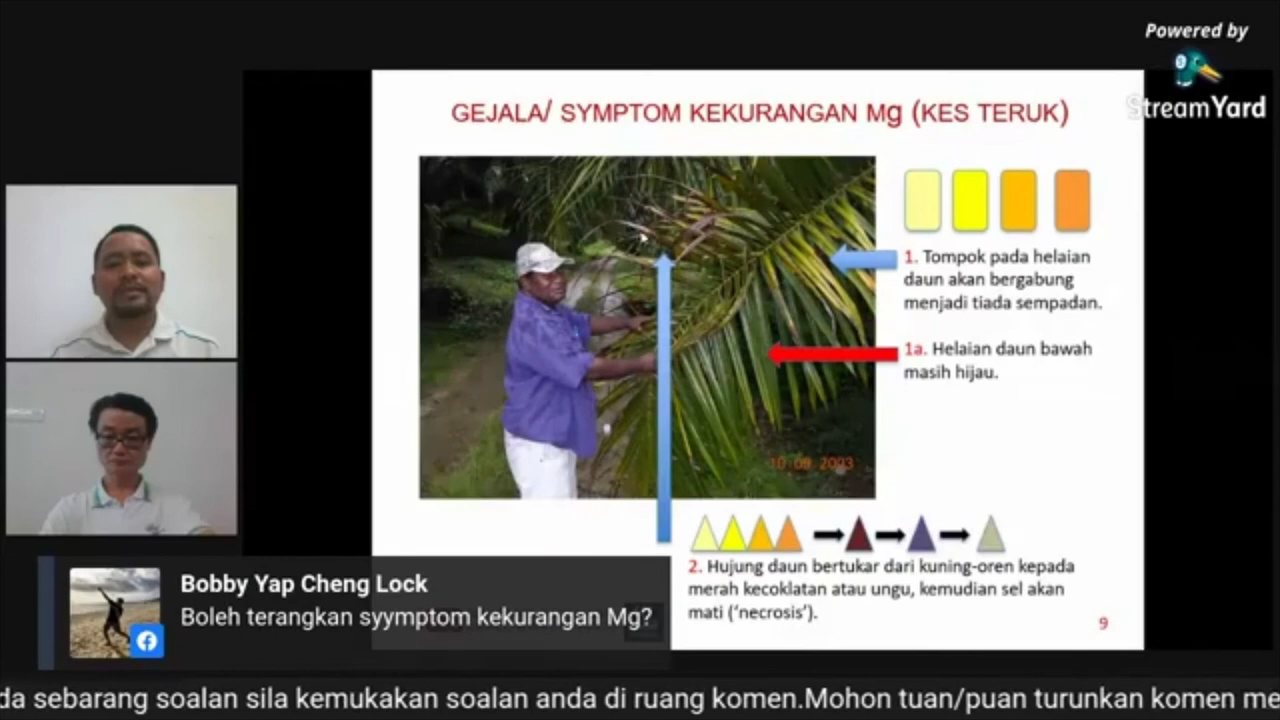 Powered by
StreamYard
GEJALA/ SYMPTOM KEKURANGAN Mg (KES TERUK)
1. Tompok pada helaian
daun akan bergabung
menjadi tiada sempadan.
1a. Helaian daun bawah
masih hijau.
10 09 2003
2. Hujung daun bertukar dari kuning-oren kepada
merah kecoklatan atau ungu, kemudian sel akan
mati ('necrosis').
9
Bobby Yap Cheng Lock
Boleh terangkan syymptom kekurangan Mg?
da sebarang soalan sila kemukakan soalan anda di ruang komen.Mohon tuan/puan turunkan komen me